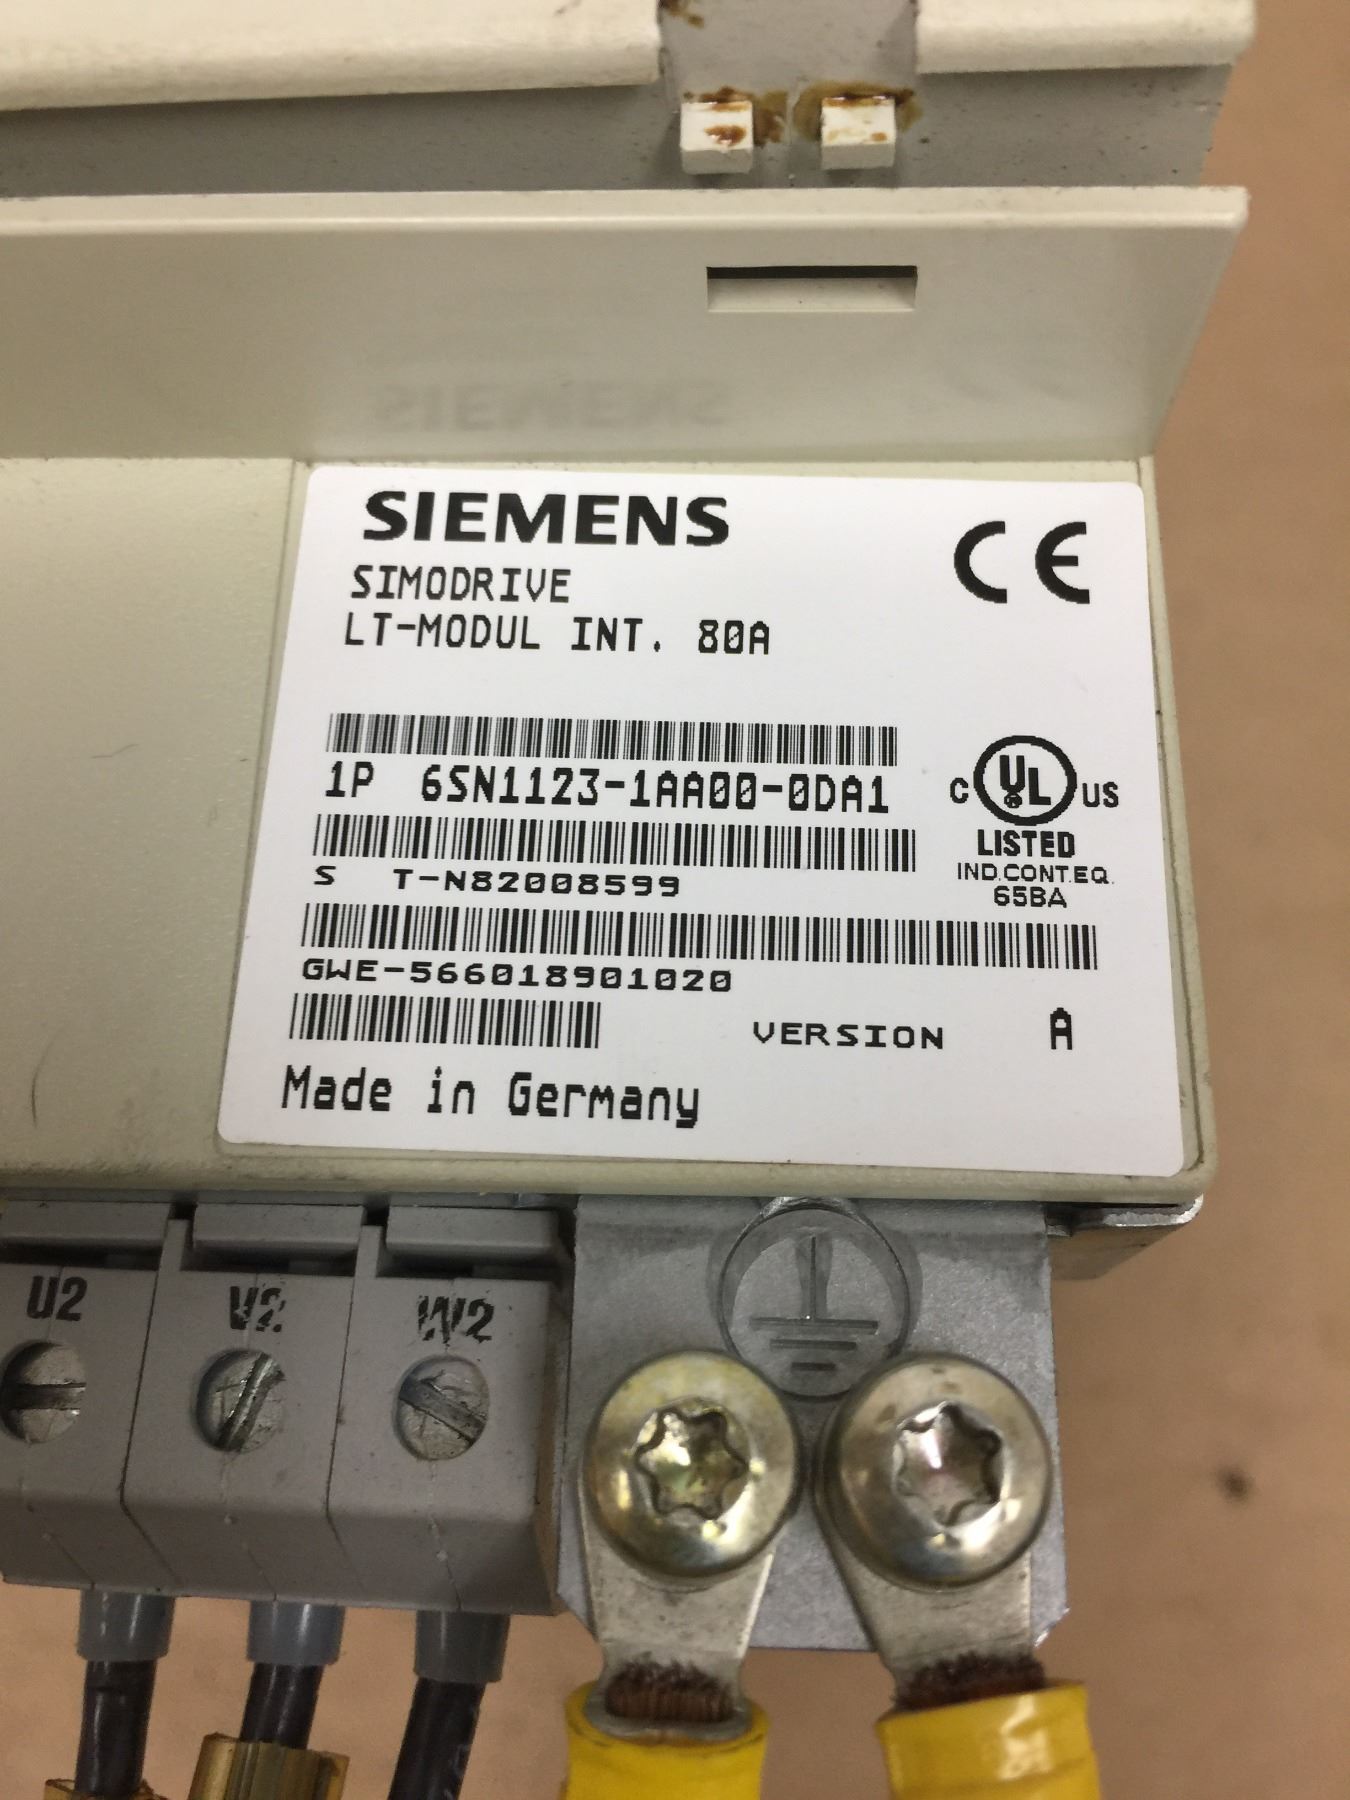 SIEMENS
SIMODRIVE
LT-MODUL INT. 80A
CE
1P 6SN1123-1AA00-0DA1
C UL US
LISTED
IND.CONT.EQ.
65BA
S T-N82008599
GWE-566018901020
VERSION A
Made in Germany
U2 V2 W2